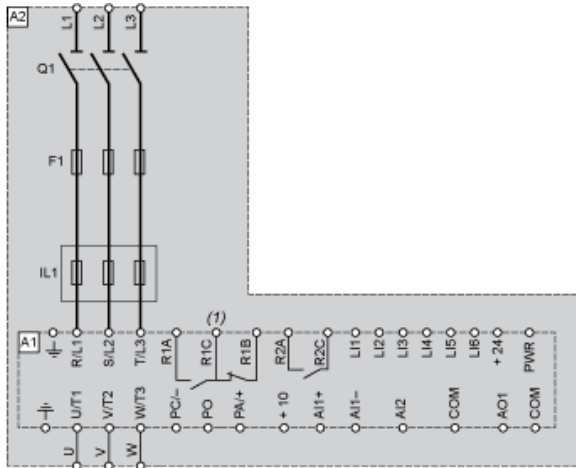 A2
L1 L2 L3
Q1
F1
IL1
(1)
A1
R/L1 S/L2 T/L3 R1A R1C R1B R2A R2C LI1 LI2 LI3 LI4 LI5 LI6 +24 PWR
U/T1 V/T2 W/T3 PC/– PO PA/+ +10 AI1+ AI1– AI2 COM AO1 COM
U V W